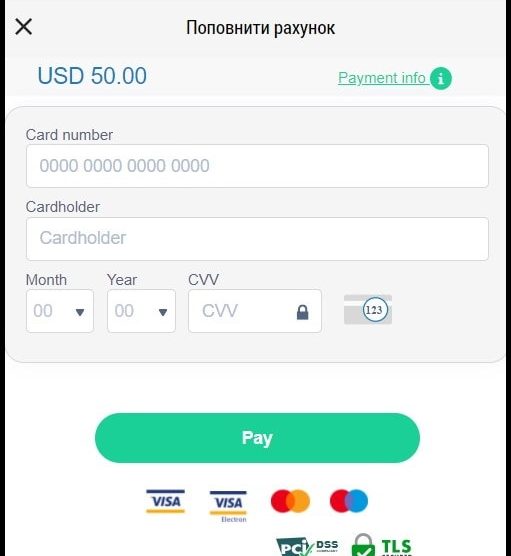 Поповнити рахунок
USD 50.00
Payment info i
Card number
0000 0000 0000 0000
Cardholder
Cardholder
Month Year CVV
00 00 CVV 123
Pay
VISA VISA
Electron
PCI DSS TLS
COMPLIANT